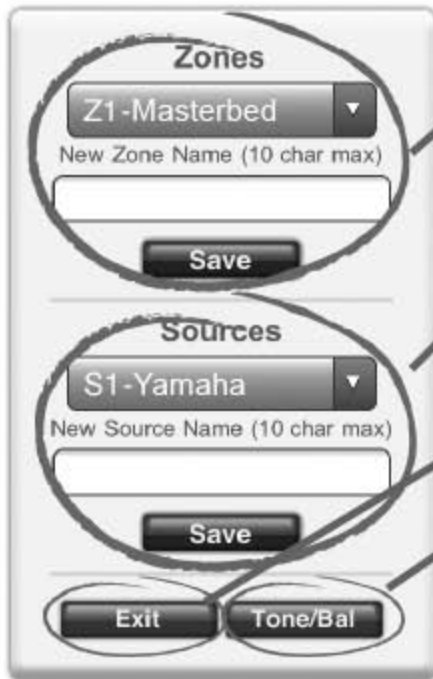 Zones
Z1-Masterbed
New Zone Name (10 char max)
Save
Sources
S1-Yamaha
New Source Name (10 char max)
Save
Exit Tone/Bal